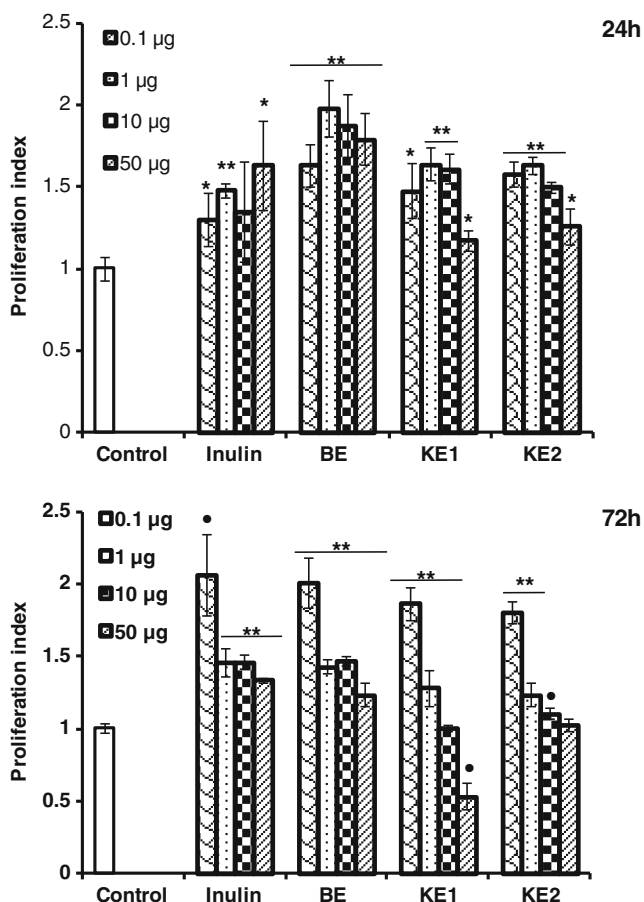 24h
0.1 µg
1 µg
10 µg
50 µg
Proliferation index
2.5
2
1.5
1
0.5
0
* ** *
**
* ** *
** *
Control Inulin BE KE1 KE2
72h
0.1 µg
1 µg
10 µg
50 µg
Proliferation index
2.5
2
1.5
1
0.5
0
• **
**
** •
** •
Control Inulin BE KE1 KE2